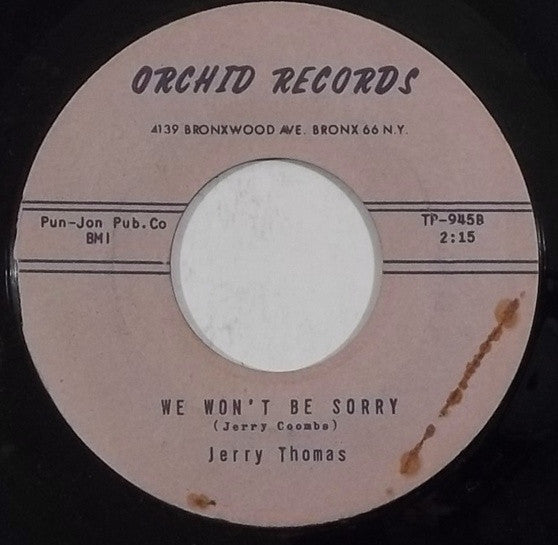 ORCHID RECORDS
4139 BRONXWOOD AVE. BRONX 66 N.Y.
Pun-Jon Pub.Co
BMI
TP-945B
2:15
WE WON'T BE SORRY
(Jerry Coombs)
Jerry Thomas